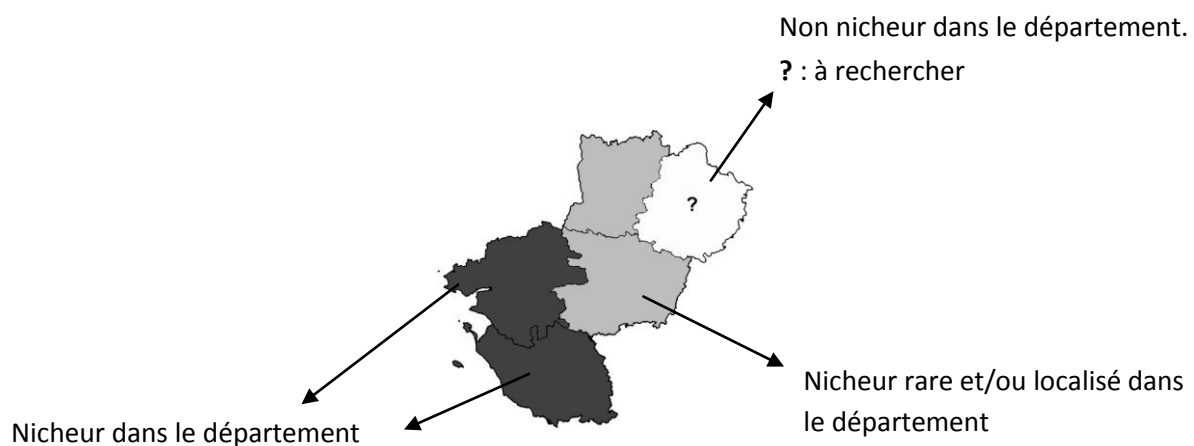 Non nicheur dans le département.
? : à rechercher
?
Nicheur rare et/ou localisé dans
le département
Nicheur dans le département